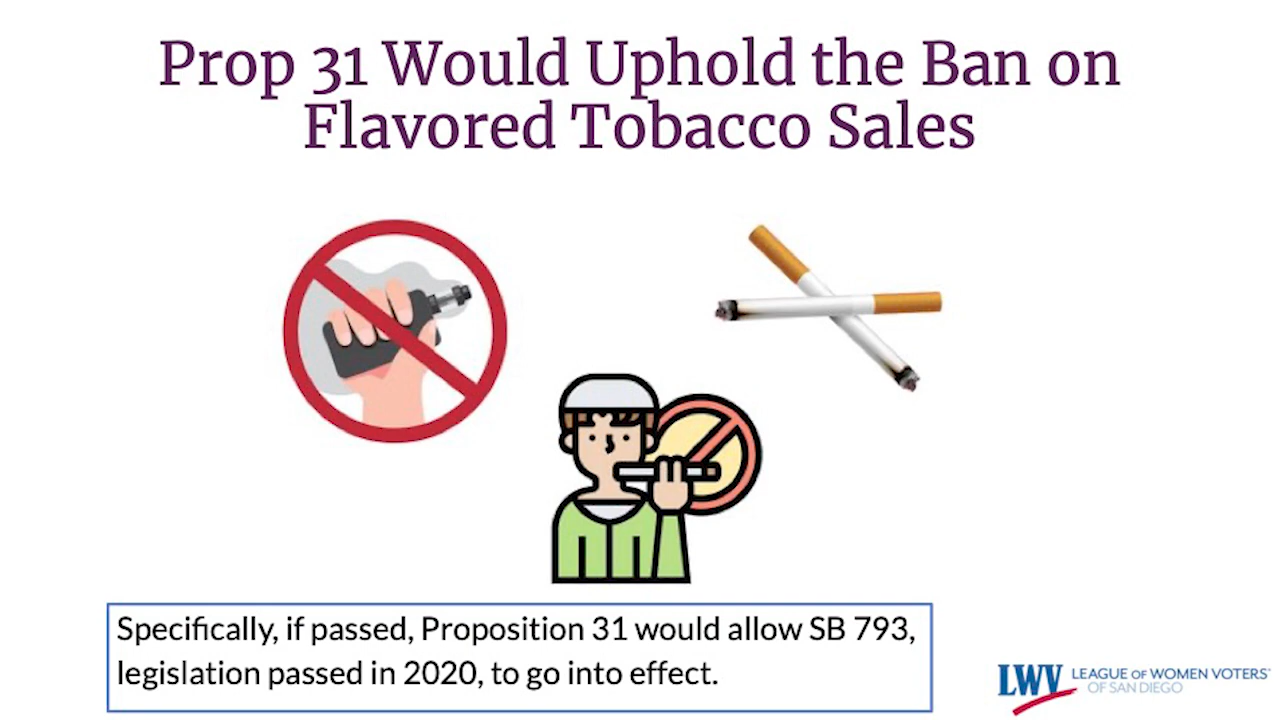 Prop 31 Would Uphold the Ban on
Flavored Tobacco Sales
Specifically, if passed, Proposition 31 would allow SB 793,
legislation passed in 2020, to go into effect.
LWV LEAGUE OF WOMEN VOTERS®
OF SAN DIEGO